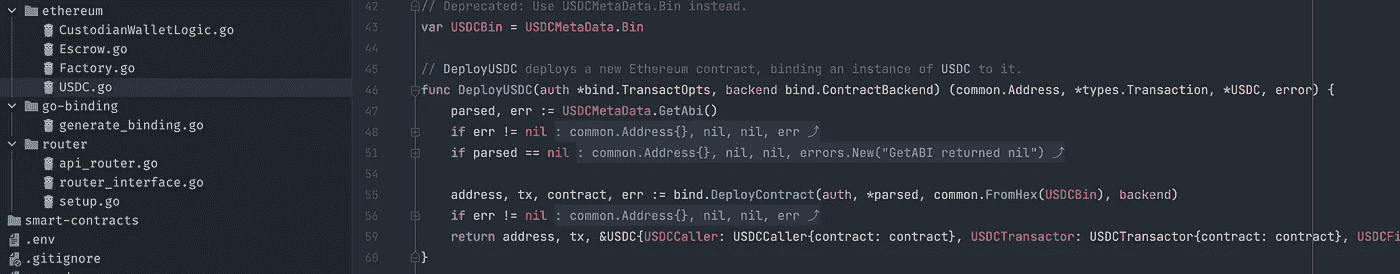 ethereum
CustodianWalletLogic.go
Escrow.go
Factory.go
USDC.go
go-binding
generate_binding.go
router
api_router.go
router_interface.go
setup.go
smart-contracts
.env
.gitignore
42 // Deprecated: Use USDCMetaData.Bin instead.
43 var USDCBin = USDCMetaData.Bin
44
45 // DeployUSDC deploys a new Ethereum contract, binding an instance of USDC to it.
46 func DeployUSDC(auth *bind.TransactOpts, backend bind.ContractBackend) (common.Address, *types.Transaction, *USDC, error) {
47 parsed, err := USDCMetaData.GetAbi()
48 if err != nil : common.Address{}, nil, nil, err
51 if parsed == nil : common.Address{}, nil, nil, errors.New("GetABI returned nil")
55 address, tx, contract, err := bind.DeployContract(auth, *parsed, common.FromHex(USDCBin), backend)
56 if err != nil : common.Address{}, nil, nil, err
59 return address, tx, &USDC{USDCCaller: USDCCaller{contract: contract}, USDCTransactor: USDCTransactor{contract: contract}, USDCFi
60 }